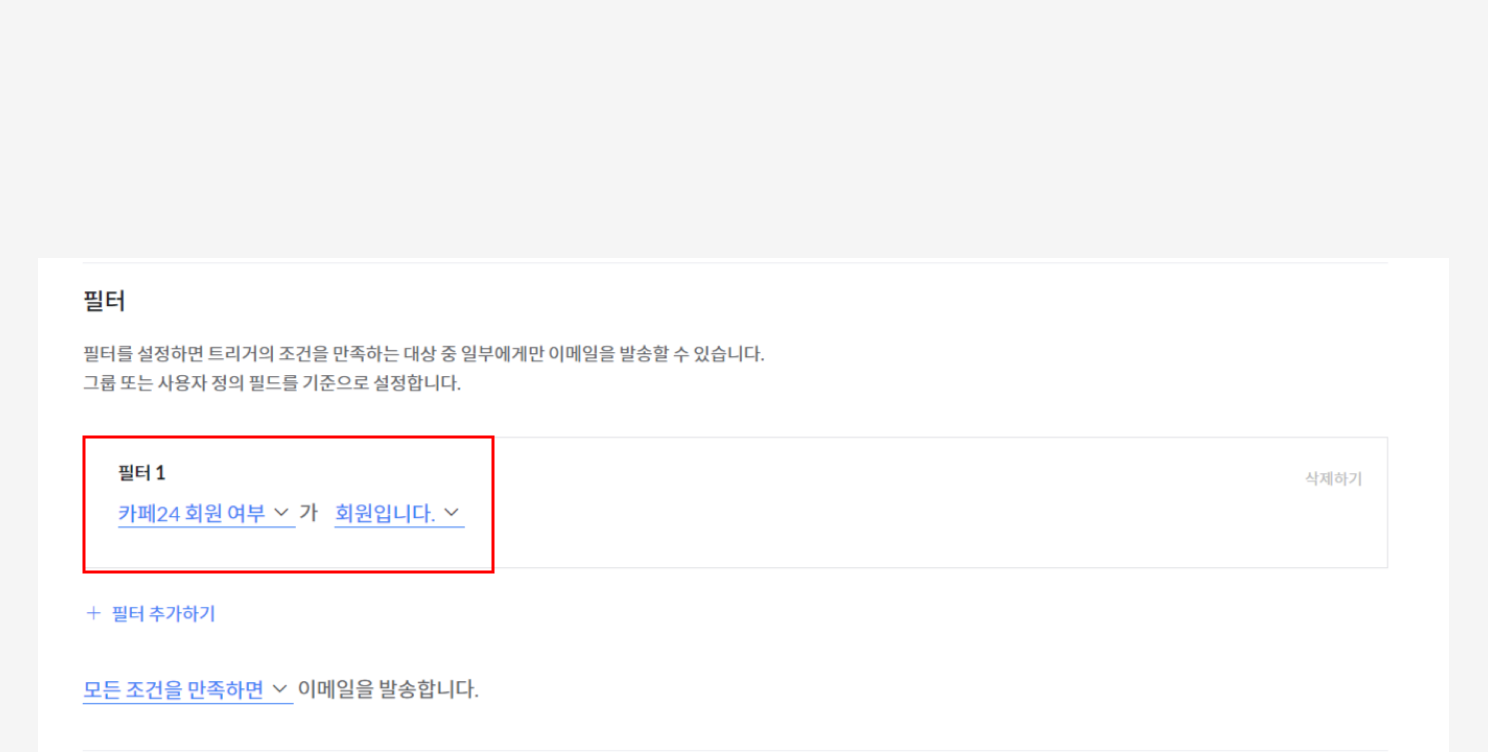 필터
필터를 설정하면 트리거의 조건을 만족하는 대상 중 일부에게만 이메일을 발송할 수 있습니다.
그룹 또는 사용자 정의 필드를 기준으로 설정합니다.
필터 1
삭제하기
카페24 회원 여부 가 회원입니다.
+ 필터 추가하기
모든 조건을 만족하면 이메일을 발송합니다.